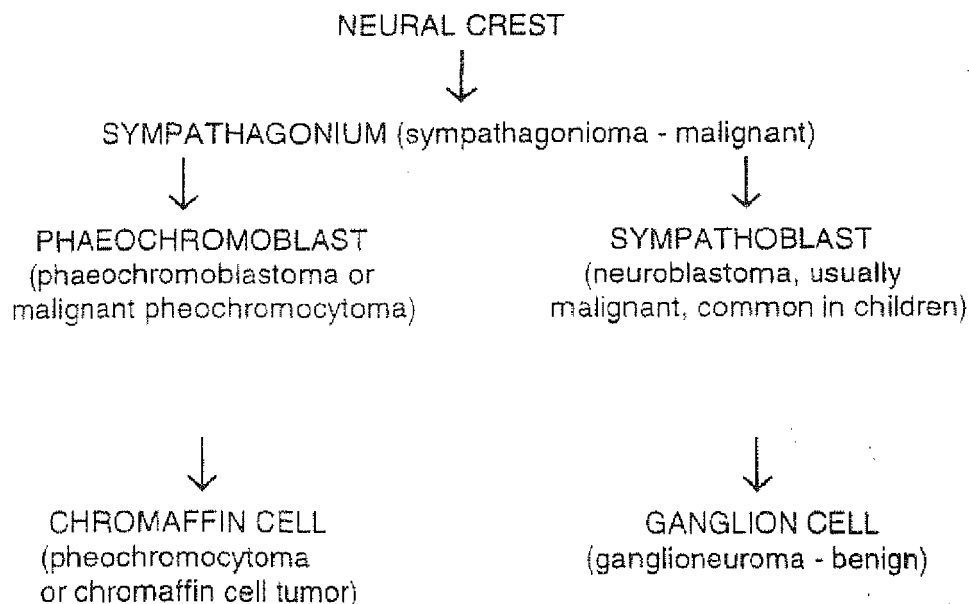 NEURAL CREST
SYMPATHAGONIUM (sympathagonioma - malignant)
PHAEOCHROMOBLAST
(phaeochromoblastoma or
malignant pheochromocytoma)
SYMPATHOBLAST
(neuroblastoma, usually
malignant, common in children)
CHROMAFFIN CELL
(pheochromocytoma
or chromaffin cell tumor)
GANGLION CELL
(ganglioneuroma - benign)